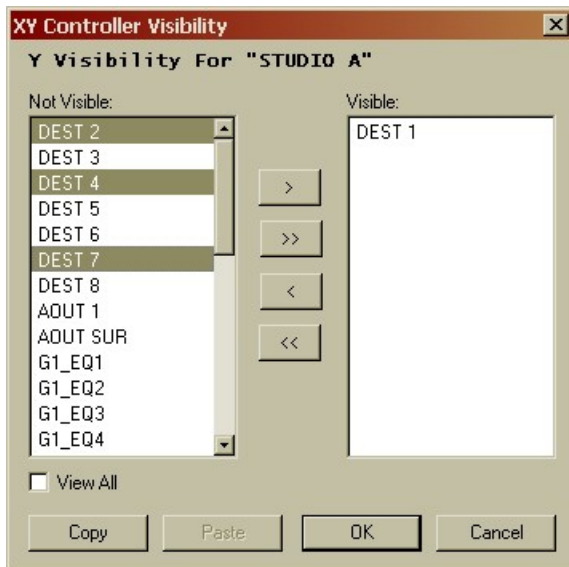 XY Controller Visibility
Y Visibility For "STUDIO A"
Not Visible:
DEST 2
DEST 3
DEST 4
DEST 5
DEST 6
DEST 7
DEST 8
AOUT 1
AOUT SUR
G1_EQ1
G1_EQ2
G1_EQ3
G1_EQ4
>
>>
<
<<
Visible:
DEST 1
View All
Copy
Paste
OK
Cancel